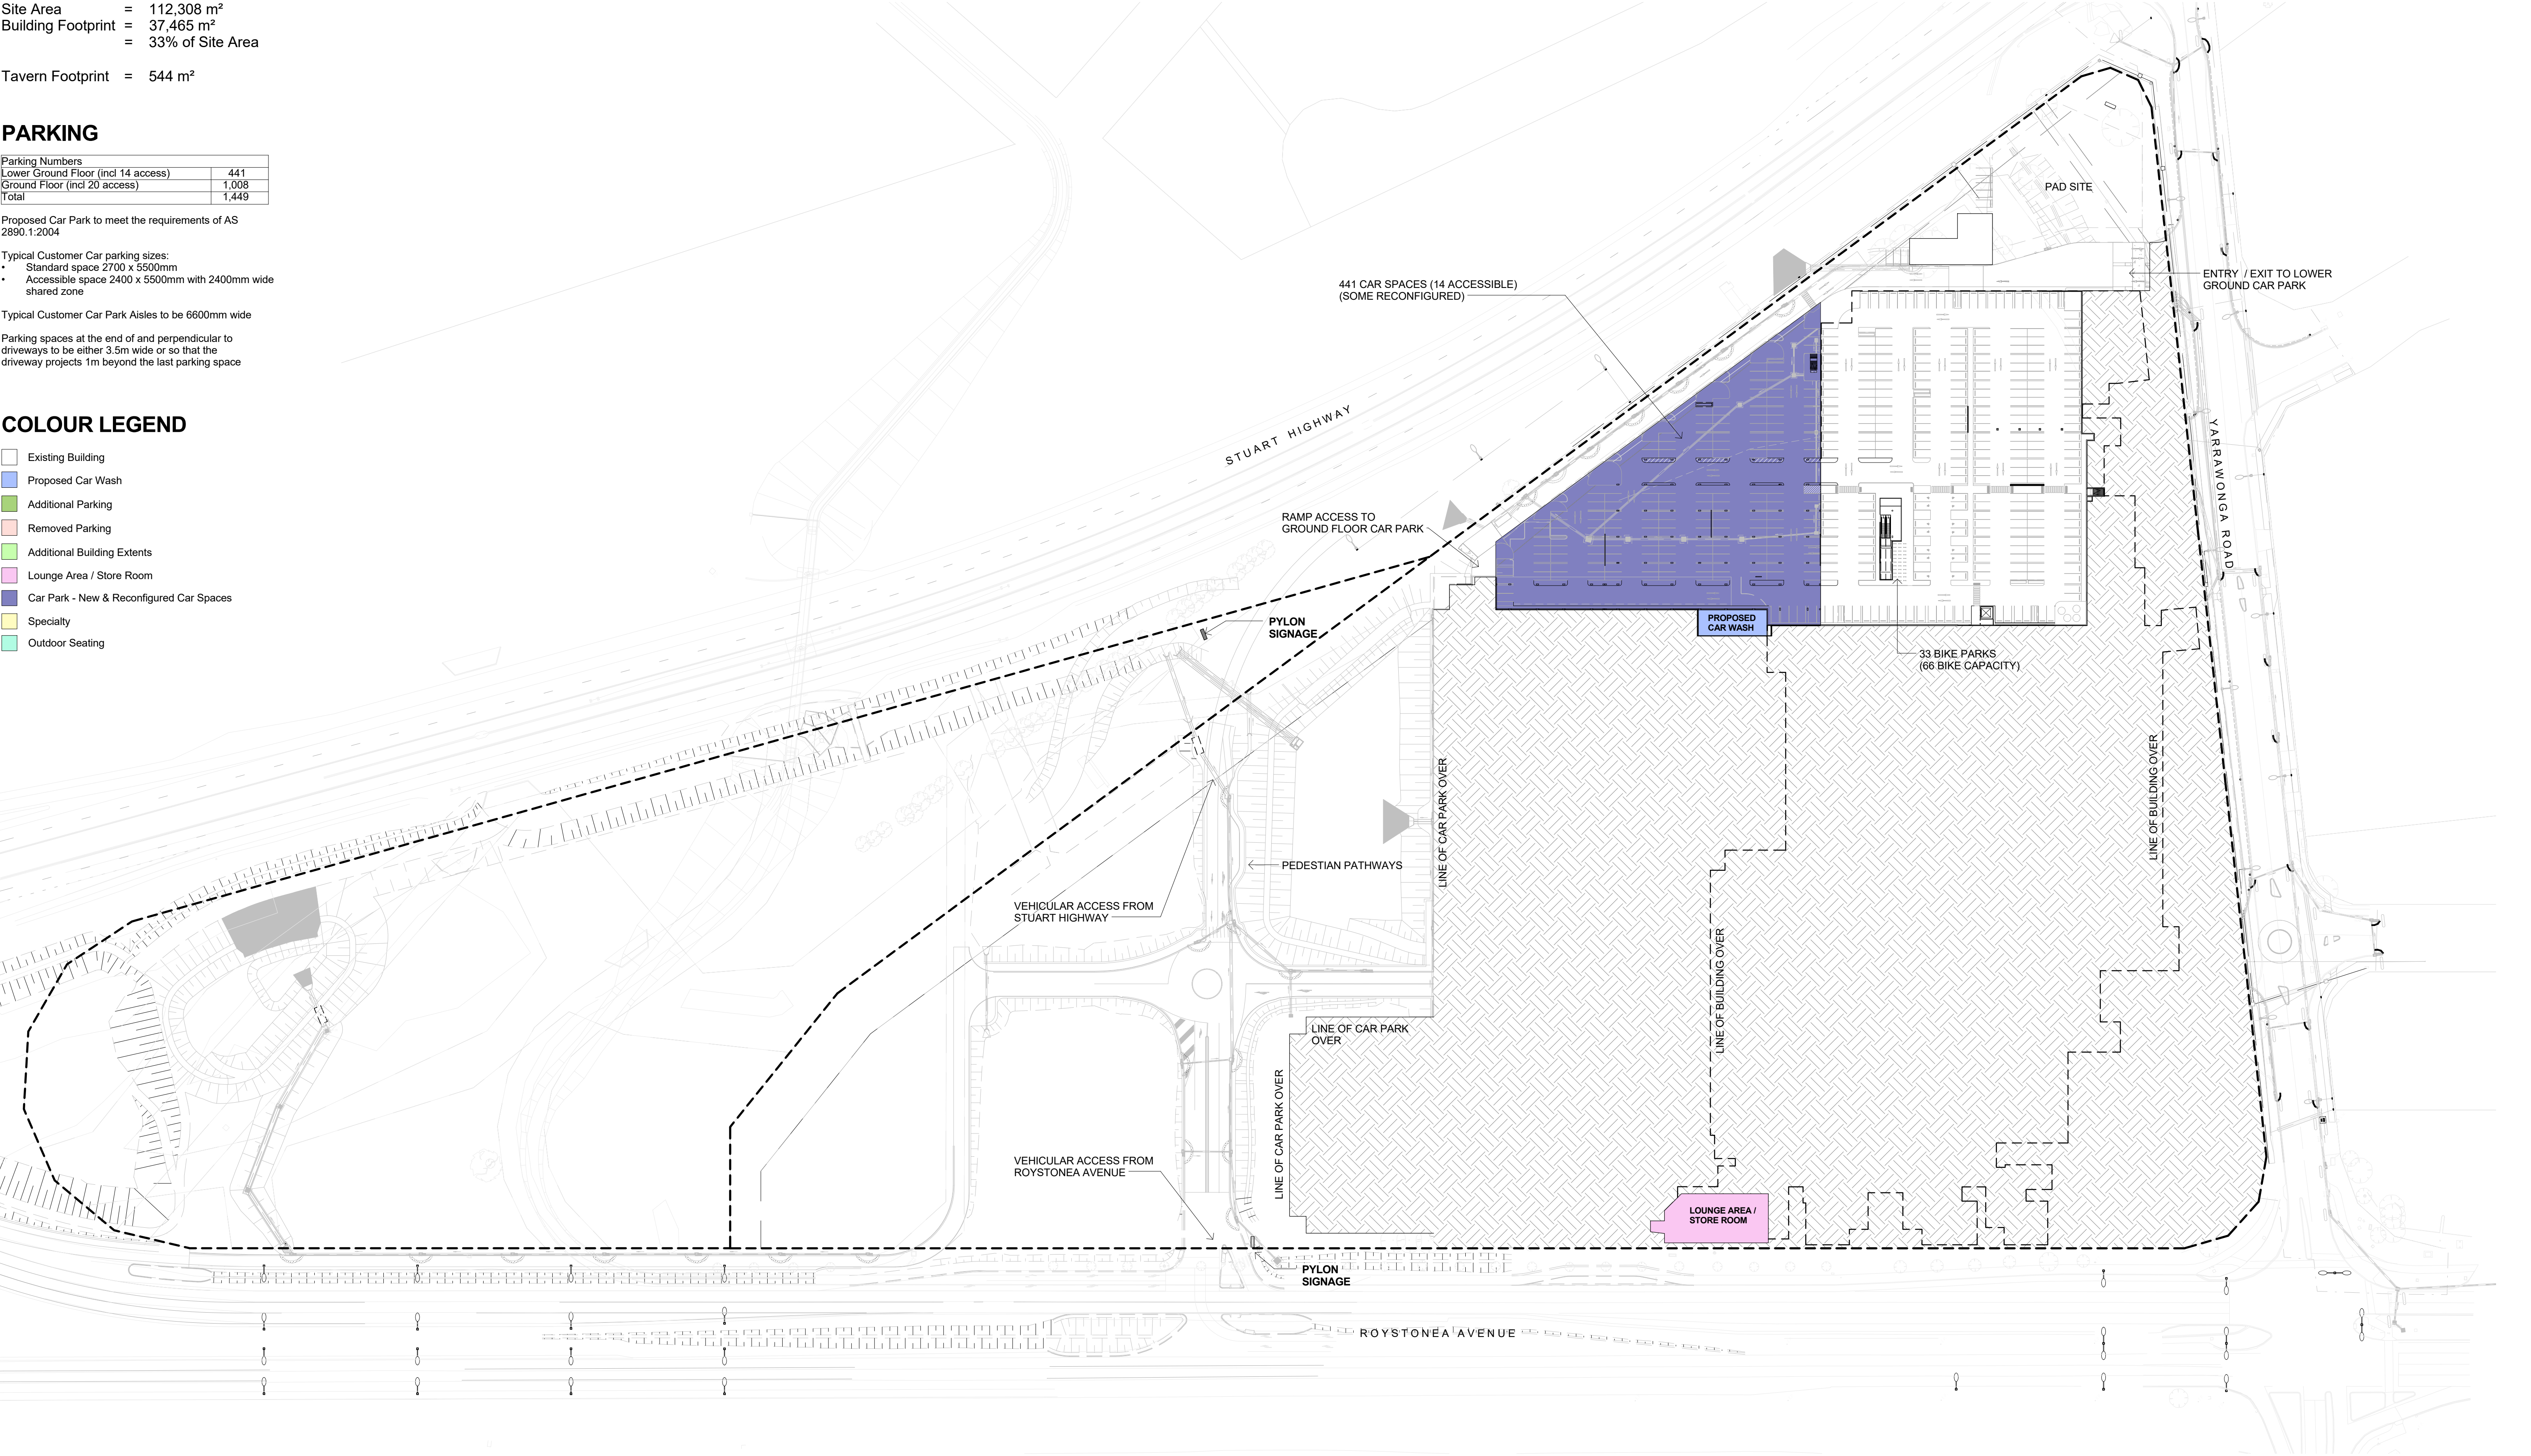 Site Area = 112,308 m²
Building Footprint = 37,465 m²
= 33% of Site Area
Tavern Footprint = 544 m²
PARKING
Parking Numbers
Lower Ground Floor (incl 14 access) 441
Ground Floor (incl 20 access) 1,008
Total 1,449
Proposed Car Park to meet the requirements of AS
2890.1:2004
Typical Customer Car parking sizes:
• Standard space 2700 x 5500mm
• Accessible space 2400 x 5500mm with 2400mm wide
shared zone
Typical Customer Car Park Aisles to be 6600mm wide
Parking spaces at the end of and perpendicular to
driveways to be either 3.5m wide or so that the
driveway projects 1m beyond the last parking space
COLOUR LEGEND
Existing Building
Proposed Car Wash
Additional Parking
Removed Parking
Additional Building Extents
Lounge Area / Store Room
Car Park - New & Reconfigured Car Spaces
Specialty
Outdoor Seating
PAD SITE
ENTRY / EXIT TO LOWER
GROUND CAR PARK
441 CAR SPACES (14 ACCESSIBLE)
(SOME RECONFIGURED)
STUART HIGHWAY
YARRAWONGA ROAD
RAMP ACCESS TO
GROUND FLOOR CAR PARK
PYLON
SIGNAGE
PROPOSED
CAR WASH
33 BIKE PARKS
(66 BIKE CAPACITY)
LINE OF CAR PARK OVER
LINE OF BUILDING OVER
PEDESTIAN PATHWAYS
VEHICULAR ACCESS FROM
STUART HIGHWAY
LINE OF BUILDING OVER
LINE OF CAR PARK
OVER
LINE OF CAR PARK OVER
VEHICULAR ACCESS FROM
ROYSTONEA AVENUE
LOUNGE AREA /
STORE ROOM
PYLON
SIGNAGE
ROYSTONEA AVENUE